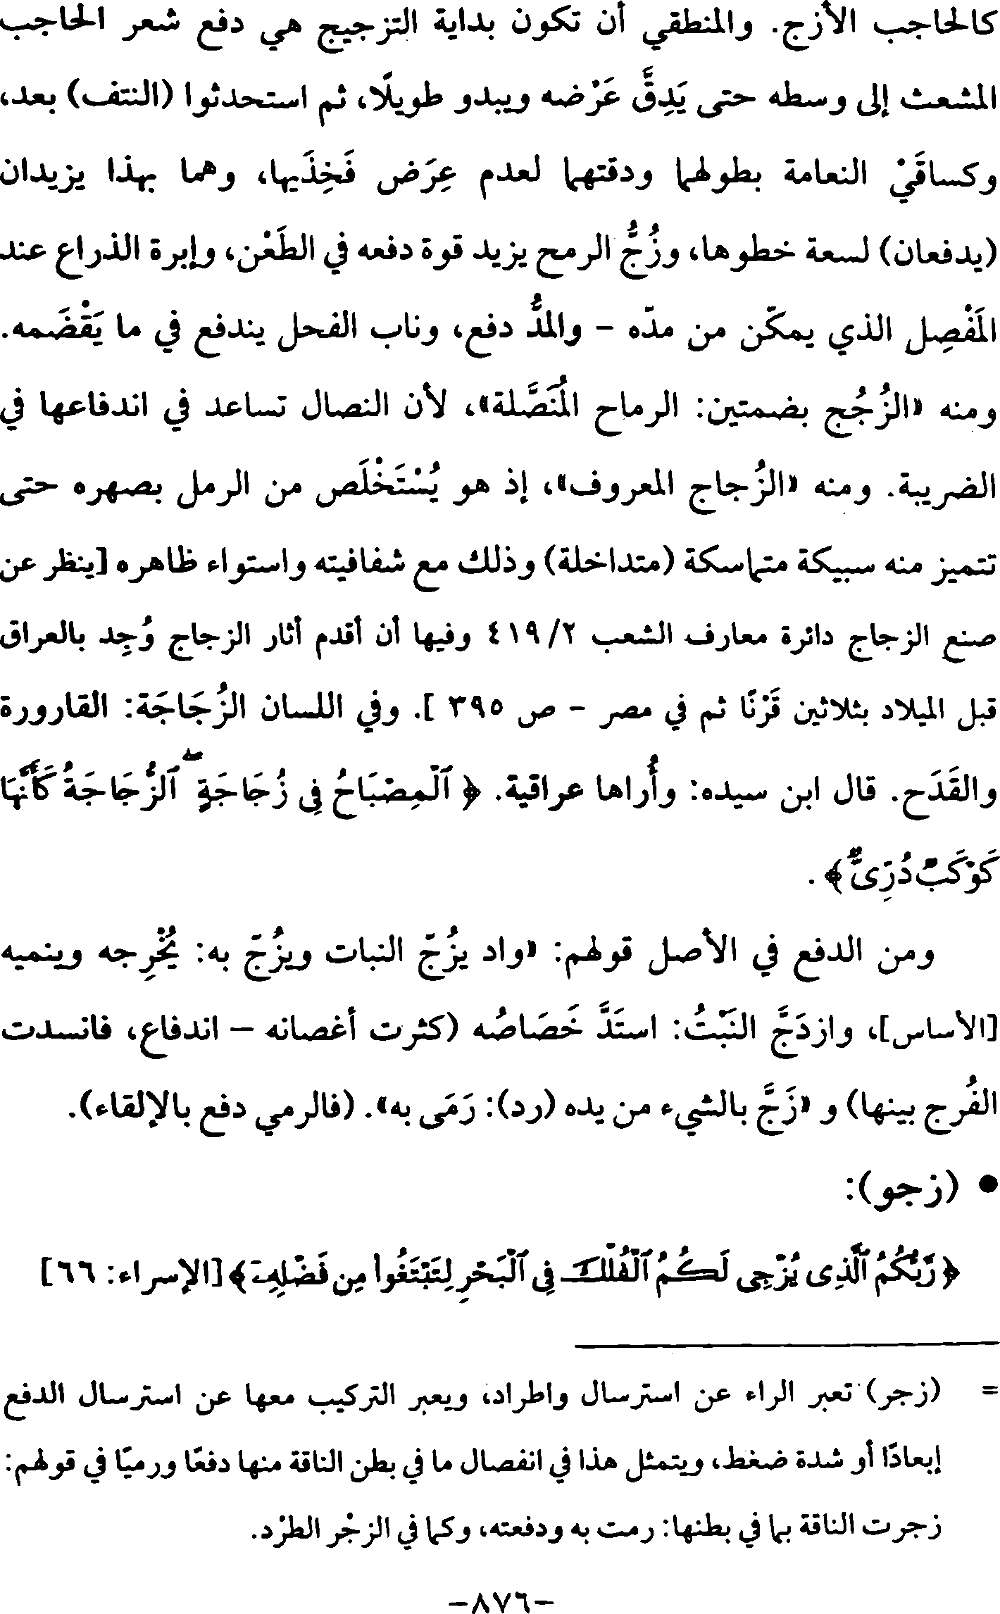 كالحاجب الأزج. والمنطقي أن تكون بداية التزجيج هي دفع شعر الحاجب
المشعث إلى وسطه حتى يَدِقَّ عَرْضه ويبدو طويلًا، ثم استحدثوا (النتف) بعد،
وكساقَيْ النعامة بطولهما ودقتهما لعدم عِرَض فَخِذَيها، وهما بهذا يزيدان
(يدفعان) لسعة خطوها، وزُجُّ الرمح يزيد قوة دفعه في الطَعْن، وإبرة الذراع عند
المَفْصِل الذي يمكّن من مدّه - والمدُّ دفع، وناب الفحل يندفع في ما يَقْضَمه.
ومنه «الزُجُج بضمتين: الرماح المُنَصَّلة»، لأن النصال تساعد في اندفاعها في
الضريبة. ومنه «الزُجاج المعروف»، إذ هو يُسْتَخْلَص من الرمل بصهره حتى
تتميز منه سبيكة متماسكة (متداخلة) وذلك مع شفافيته واستواء ظاهره [ينظر عن
صنع الزجاج دائرة معارف الشعب ٤١٩/٢ وفيها أن أقدم أثار الزجاج وُجِد بالعراق
قبل الميلاد بثلاثين قَرْنًا ثم في مصر - ص ٣٩٥ ]. وفي اللسان الزُجَاجَة: القارورة
والقَدَح. قال ابن سيده: وأُراها عراقية. ﴿ ٱلْمِصْبَاحُ فِى زُجَاجَةٍ ۖ ٱلزُّجَاجَةُ كَأَنَّهَا
كَوْكَبٌ دُرِّىٌّ ﴾ .
ومن الدفع في الأصل قولهم: «واد يزُجّ النبات ويزُجّ به: يُخْرِجه وينميه
[الأساس]، وازدَجَّ النَبْتُ: استَدَّ خَصَاصُه (كثرت أغصانه – اندفاع، فانسدت
الفُرج بينها) و «زَجَّ بالشيء من يده (رد): رَمَى به». (فالرمي دفع بالإلقاء).
• (زجو):
﴿ رَّبُّكُمُ ٱلَّذِى يُزْجِى لَكُمُ ٱلْفُلْكَ فِى ٱلْبَحْرِ لِتَبْتَغُوا۟ مِن فَضْلِهِۦٓ ﴾ [الإسراء: ٦٦]
= (زجر) تعبر الراء عن استرسال واطراد، ويعبر التركيب معها عن استرسال الدفع
إبعادًا أو شدة ضغط، ويتمثل هذا في انفصال ما في بطن الناقة منها دفعًا ورميًا في قولهم:
زجرت الناقة بما في بطنها: رمت به ودفعته، وكما في الزجْر الطرْد.
-٨٧٦-